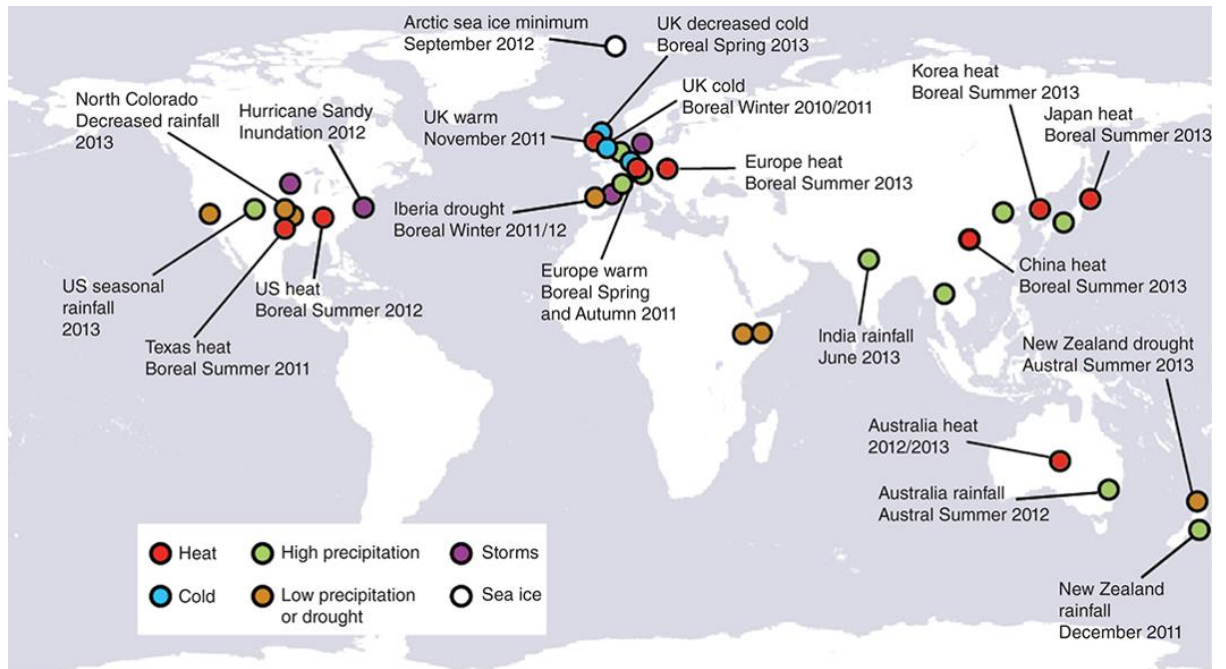 Arctic sea ice minimum
September 2012
UK decreased cold
Boreal Spring 2013
North Colorado
Decreased rainfall
2013
Hurricane Sandy
Inundation 2012
UK warm
November 2011
UK cold
Boreal Winter 2010/2011
Korea heat
Boreal Summer 2013
Japan heat
Boreal Summer 2013
Europe heat
Boreal Summer 2013
Iberia drought
Boreal Winter 2011/12
US seasonal
rainfall
2013
US heat
Boreal Summer 2012
Texas heat
Boreal Summer 2011
Europe warm
Boreal Spring
and Autumn 2011
India rainfall
June 2013
China heat
Boreal Summer 2013
New Zealand drought
Austral Summer 2013
Australia heat
2012/2013
Australia rainfall
Austral Summer 2012
New Zealand
rainfall
December 2011
Heat
High precipitation
Storms
Cold
Low precipitation
or drought
Sea ice